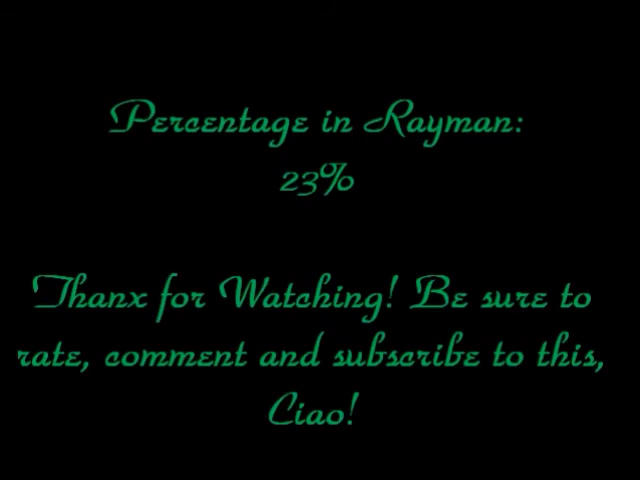 Percentage in Rayman:
23%
Thanx for Watching! Be sure to
rate, comment and subscribe to this,
Ciao!